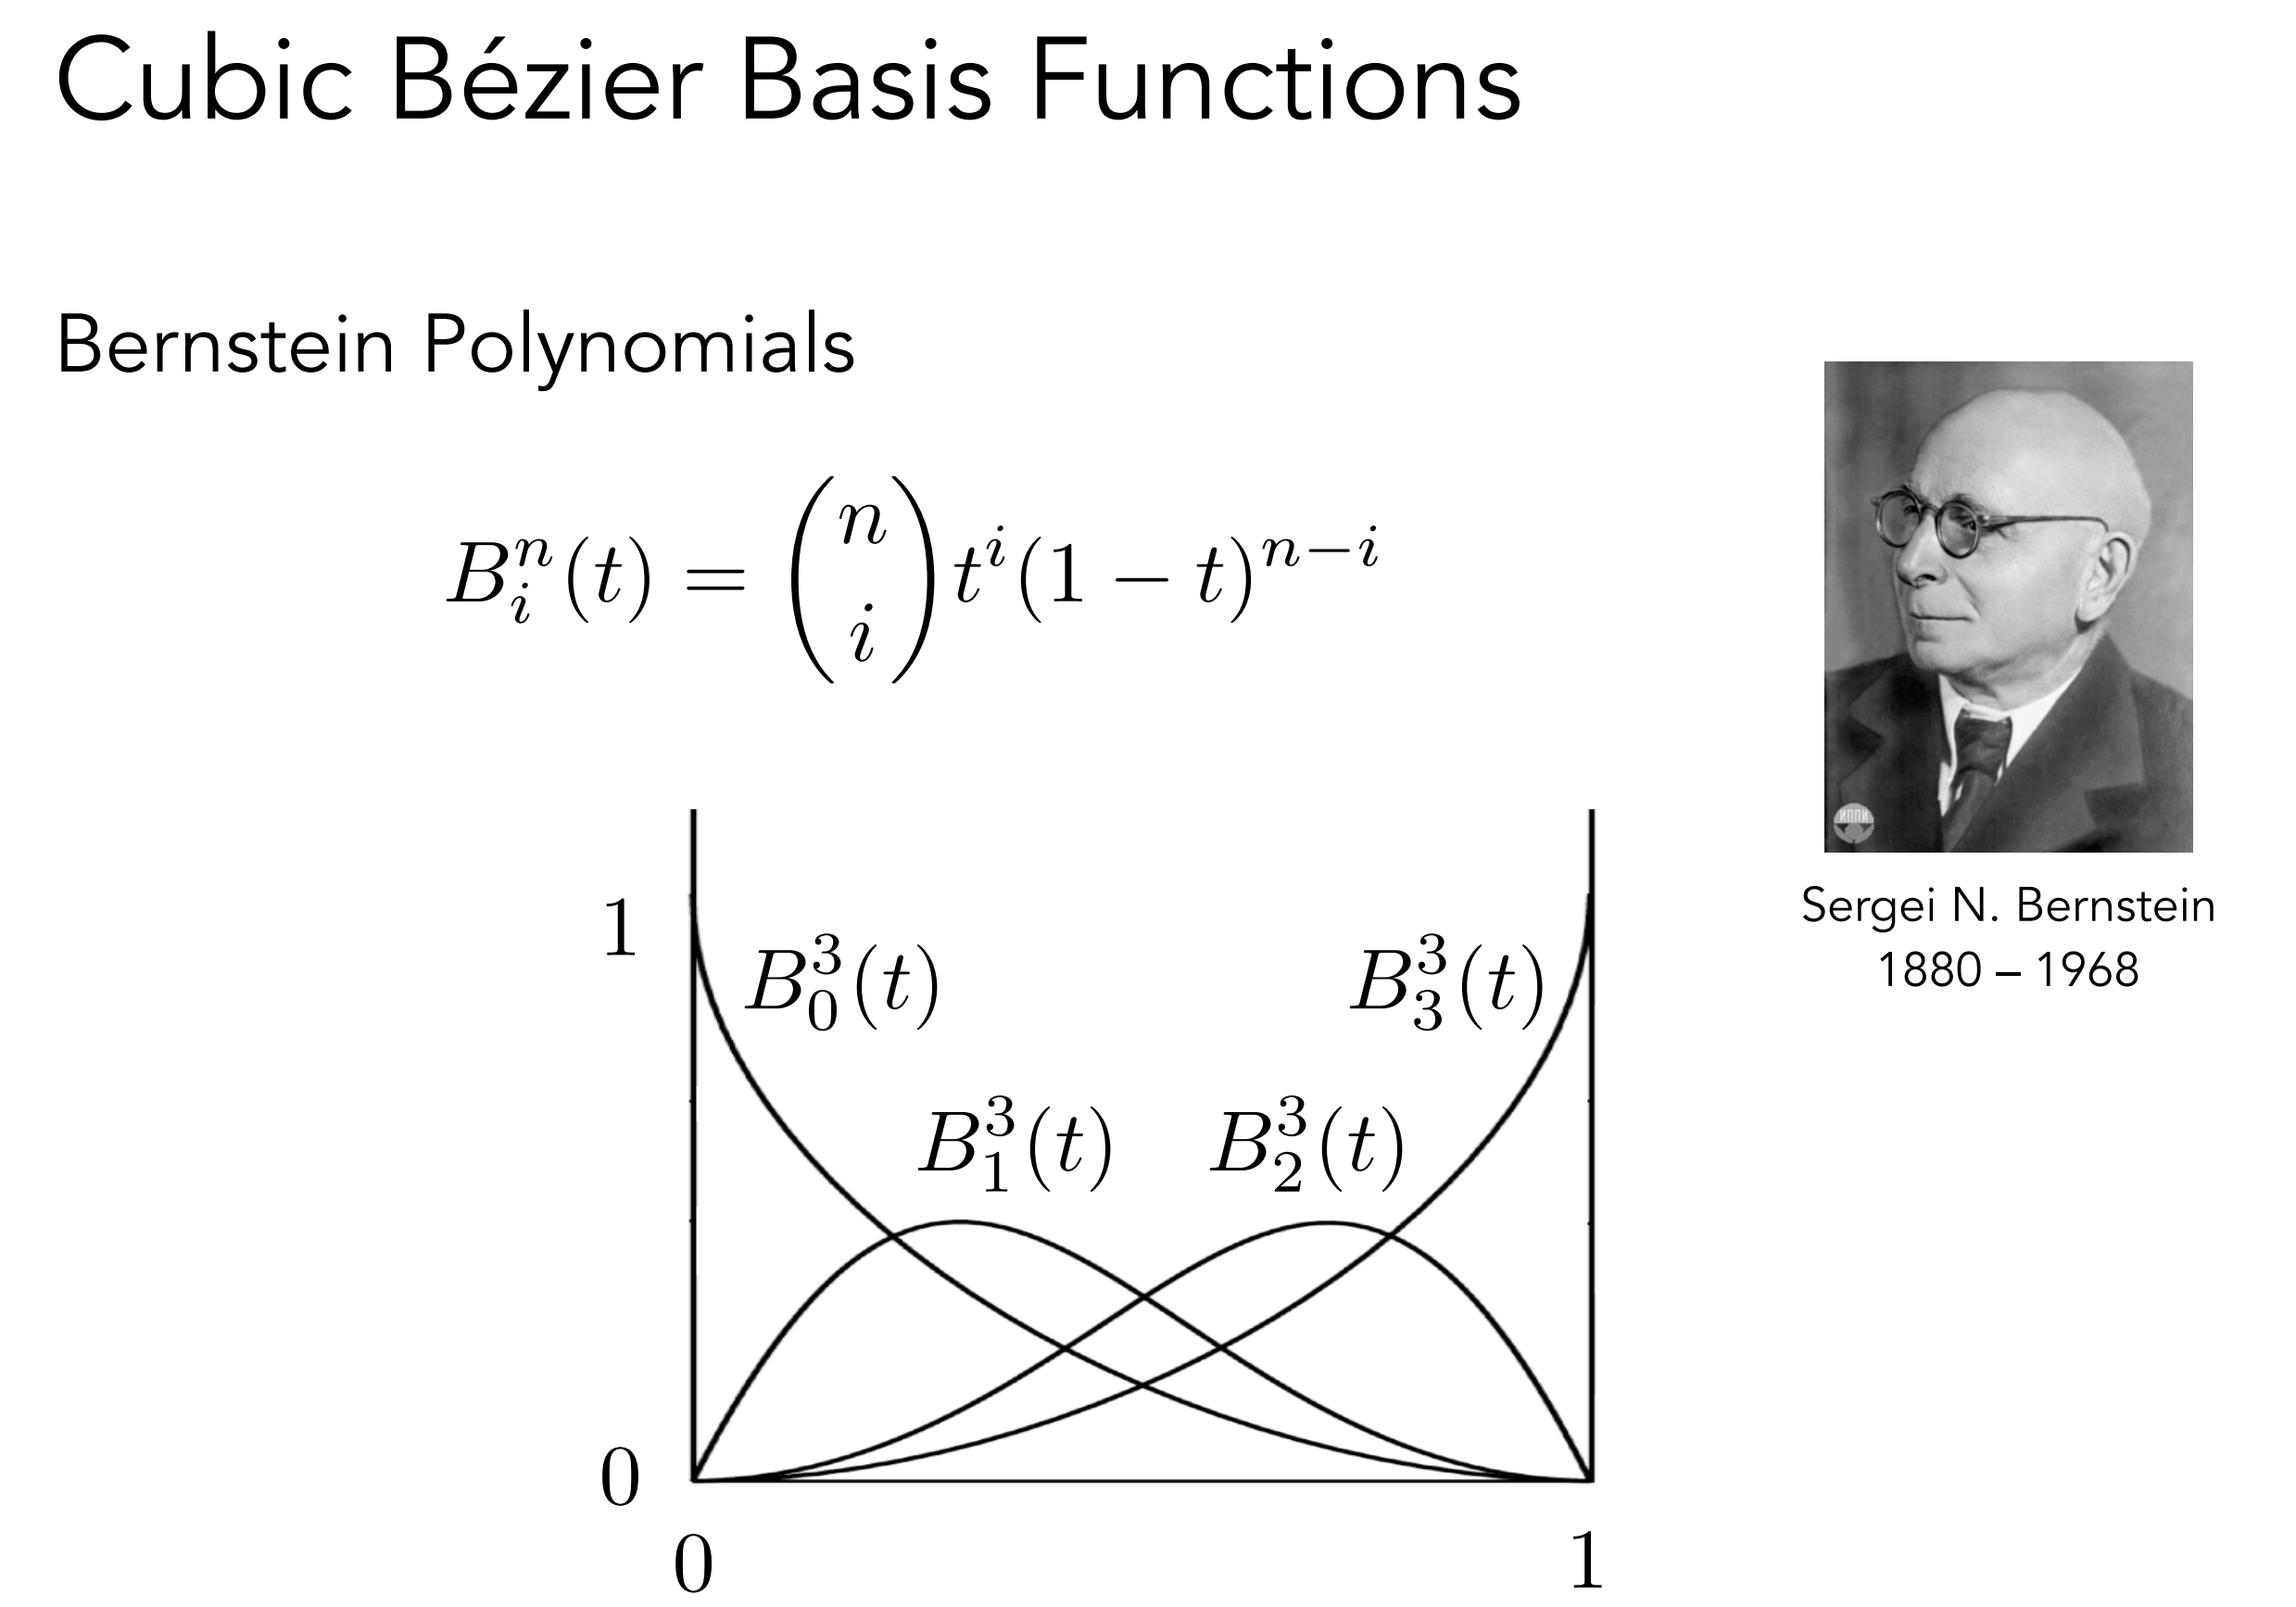 Cubic Bézier Basis Functions
Bernstein Polynomials
B_i^n(t) = \binom{n}{i} t^i (1 − t)^{n−i}
ИППИ
Sergei N. Bernstein
1880 – 1968
1
B_0^3(t)
B_3^3(t)
B_1^3(t)
B_2^3(t)
0
0
1